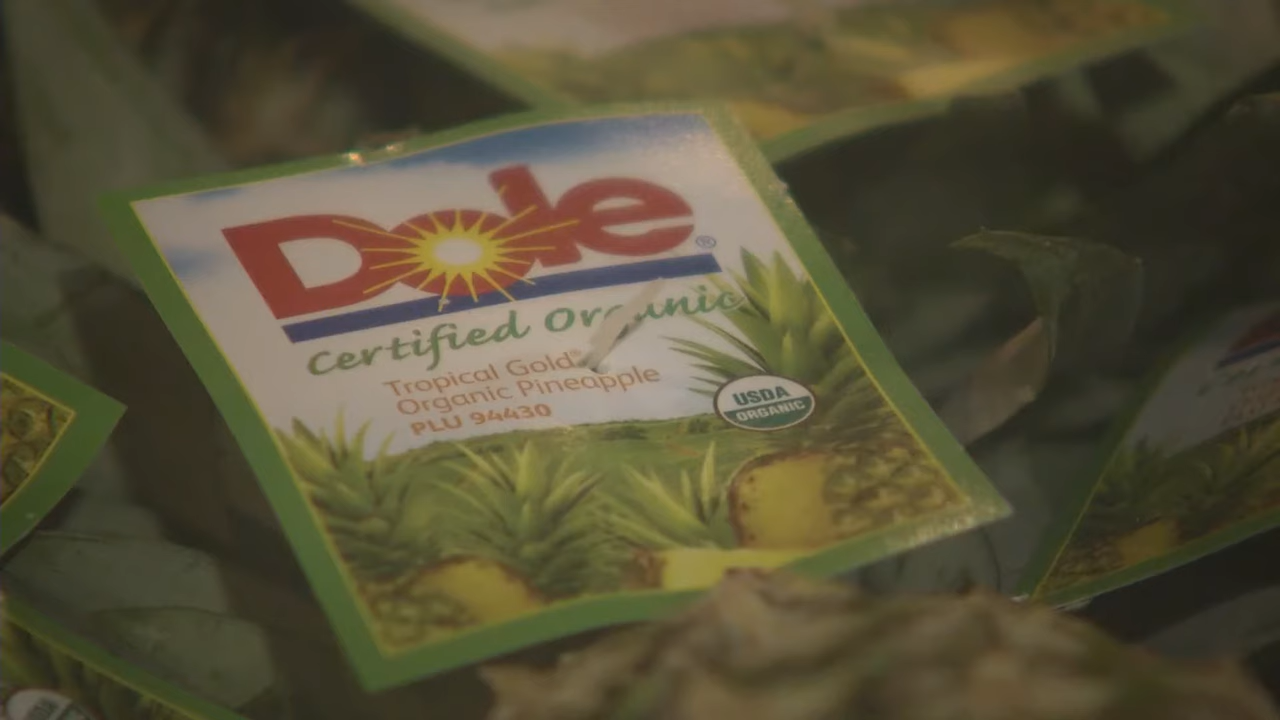 Dole®
Certified Organic
Tropical Gold®
Organic Pineapple
PLU 94430
USDA
ORGANIC